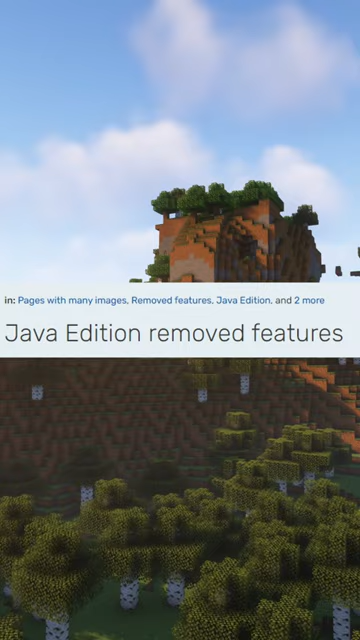 in: Pages with many images, Removed features, Java Edition, and 2 more
Java Edition removed features